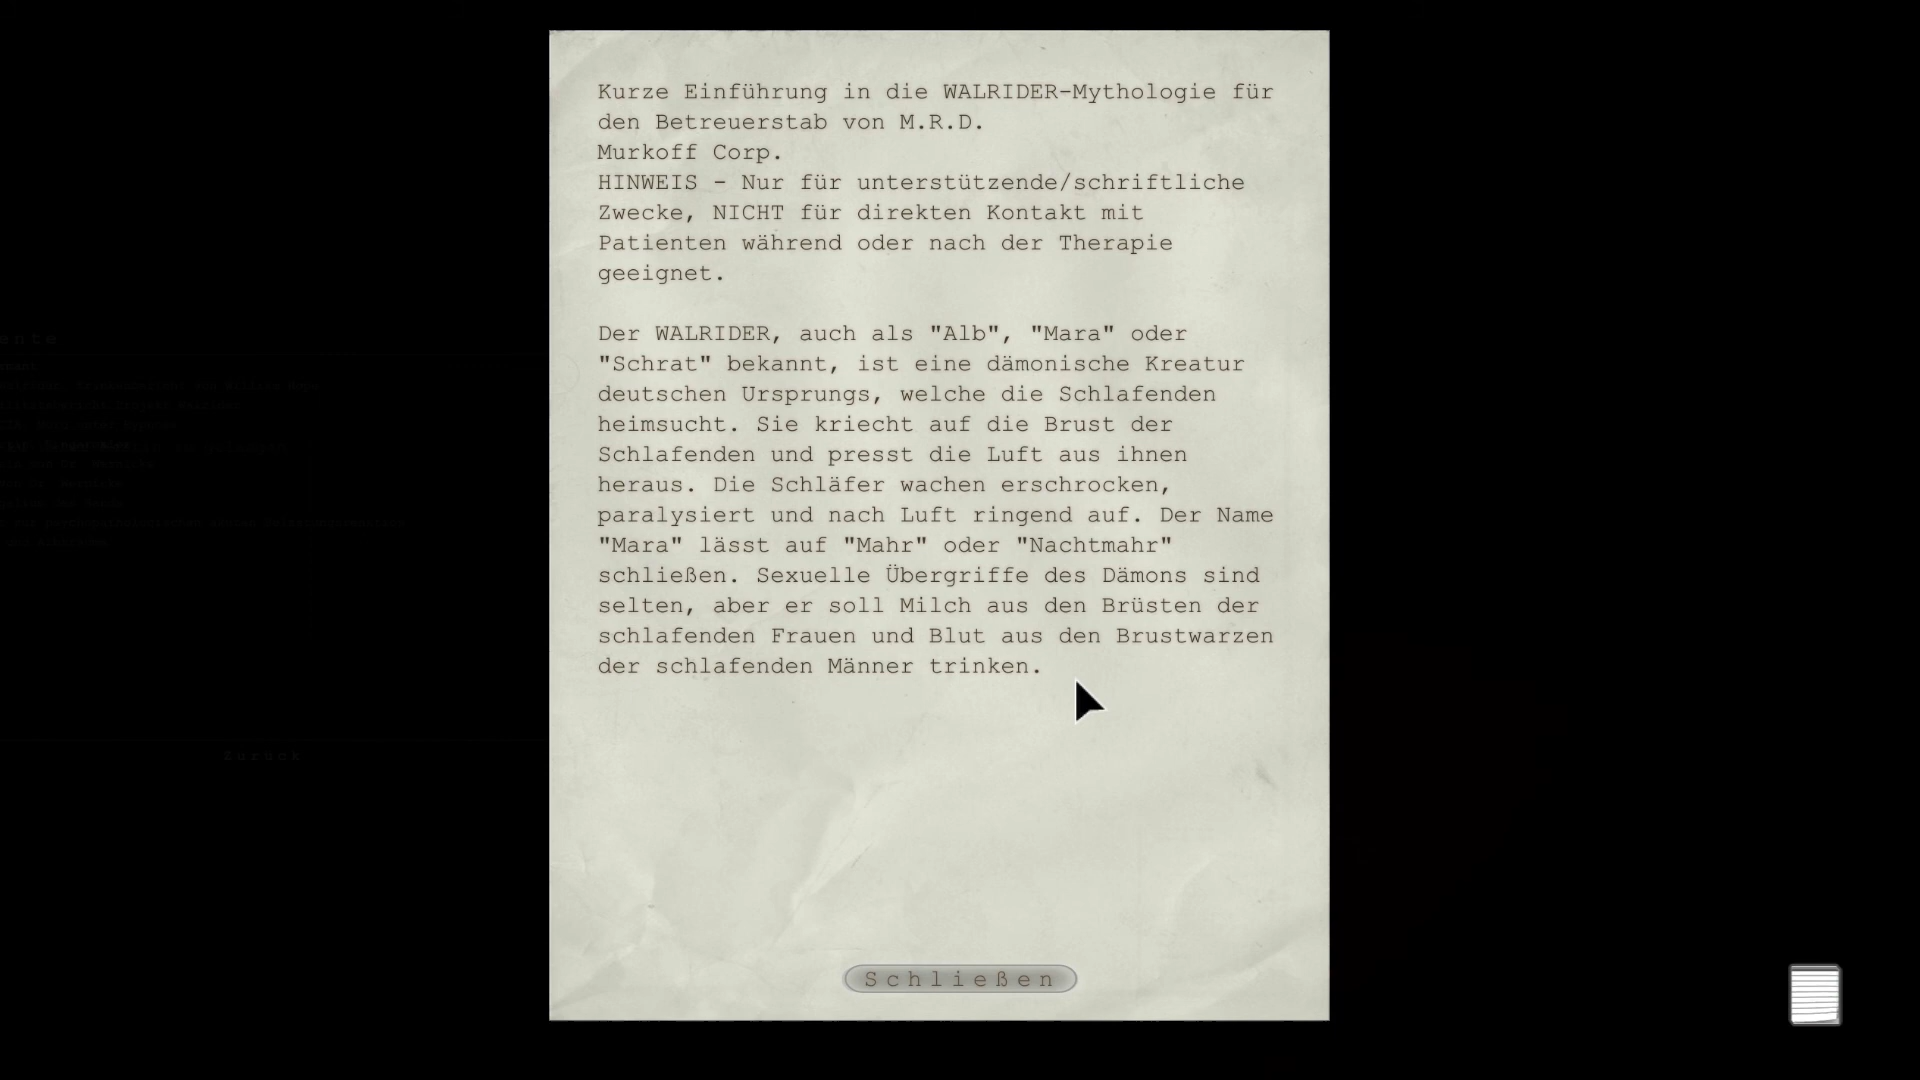 Kurze Einführung in die WALRIDER-Mythologie für
den Betreuerstab von M.R.D.
Murkoff Corp.
HINWEIS - Nur für unterstützende/schriftliche
Zwecke, NICHT für direkten Kontakt mit
Patienten während oder nach der Therapie
geeignet.
Der WALRIDER, auch als "Alb", "Mara" oder
"Schrat" bekannt, ist eine dämonische Kreatur
deutschen Ursprungs, welche die Schlafenden
heimsucht. Sie kriecht auf die Brust der
Schlafenden und presst die Luft aus ihnen
heraus. Die Schläfer wachen erschrocken,
paralysiert und nach Luft ringend auf. Der Name
"Mara" lässt auf "Mahr" oder "Nachtmahr"
schließen. Sexuelle Übergriffe des Dämons sind
selten, aber er soll Milch aus den Brüsten der
schlafenden Frauen und Blut aus den Brustwarzen
der schlafenden Männer trinken.
Zurück
Schließen